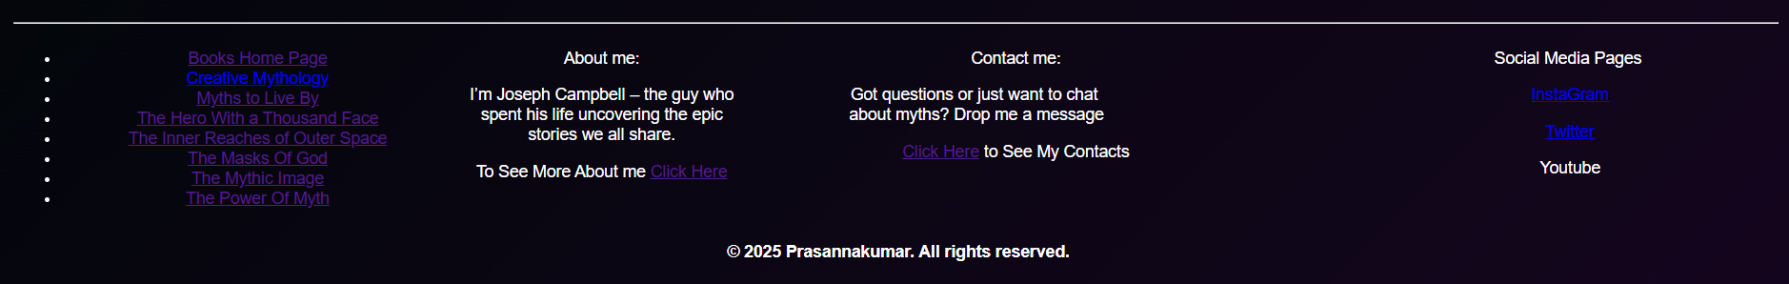 Books Home Page
Creative Mythology
Myths to Live By
The Hero With a Thousand Face
The Inner Reaches of Outer Space
The Masks Of God
The Mythic Image
The Power Of Myth
About me:
I'm Joseph Campbell – the guy who
spent his life uncovering the epic
stories we all share.
To See More About me Click Here
Contact me:
Got questions or just want to chat
about myths? Drop me a message
Click Here to See My Contacts
Social Media Pages
InstaGram
Twitter
Youtube
© 2025 Prasannakumar. All rights reserved.